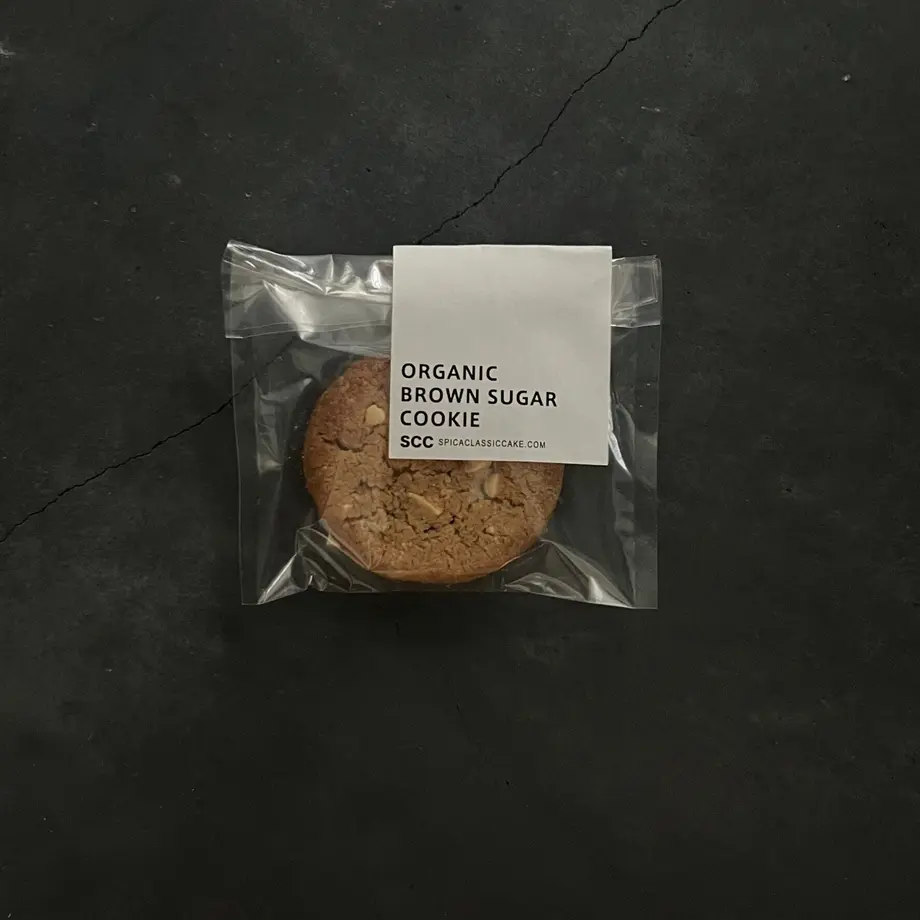 ORGANIC
BROWN SUGAR
COOKIE
SCC SPICACLASSICCAKE.COM